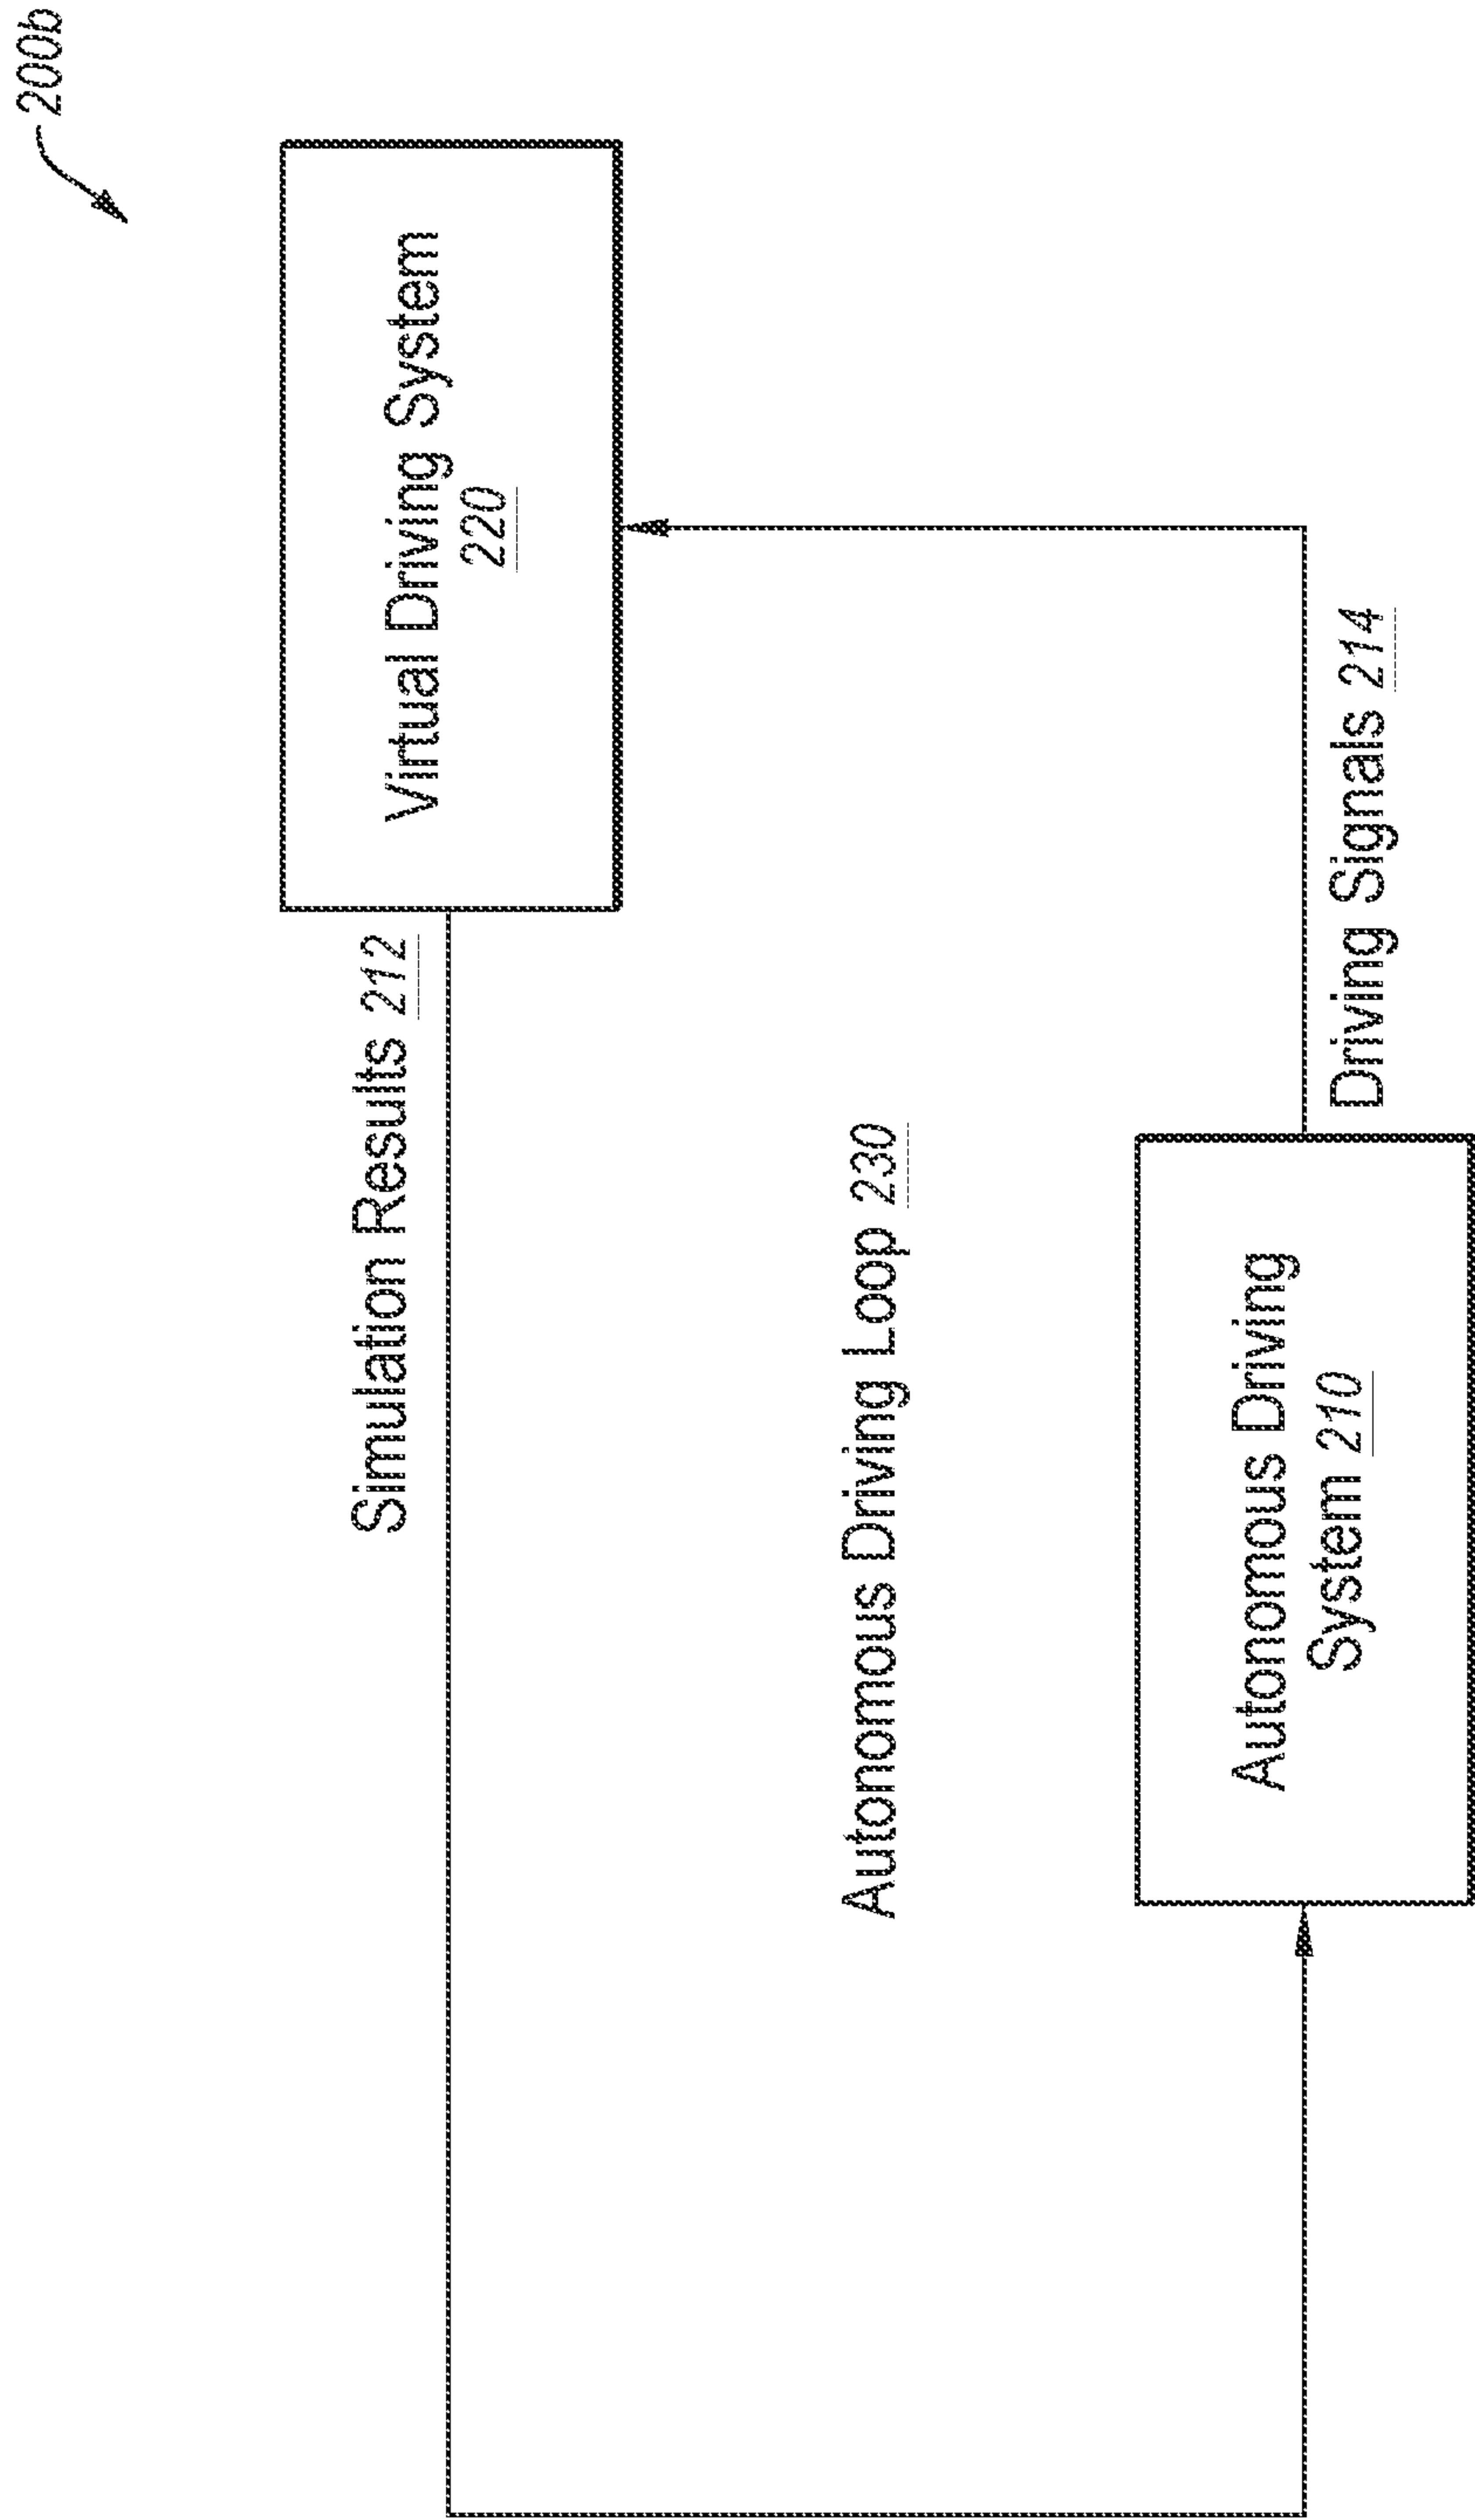 200b
Virtual Driving System
220
Simulation Results 212
Autonomous Driving Loop 230
Autonomous Driving
System 210
Driving Signals 214